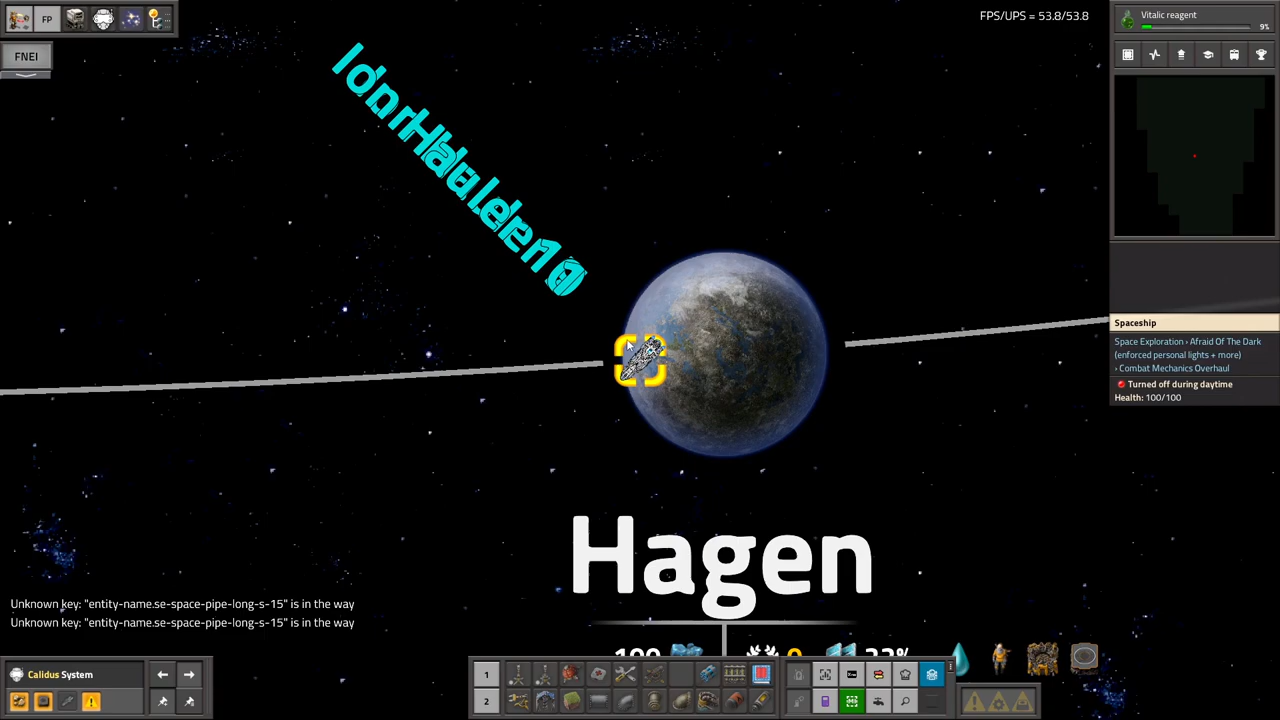 FP
FPS/UPS = 53.8/53.8
Vitalic reagent
9%
FNEI
Spaceship
Space Exploration › Afraid Of The Dark
(enforced personal lights + more)
› Combat Mechanics Overhaul
Turned off during daytime
Health: 100/100
Hagen
Unknown key: "entity-name.se-space-pipe-long-s-15" is in the way
Unknown key: "entity-name.se-space-pipe-long-s-15" is in the way
Calidus System
1
2